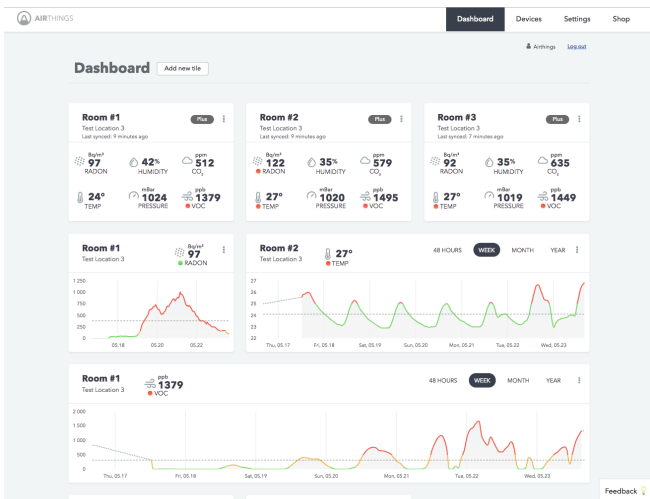 AIRTHINGS
Dashboard Devices Settings Shop
Airthings Log out
Dashboard Add new tile
Room #1 Plus
Test Location 3
Last synced: 9 minutes ago
Bq/m³ 97 RADON
42% HUMIDITY
ppm 512 CO₂
24° TEMP
mBar 1024 PRESSURE
ppb 1379 VOC
Room #2 Plus
Test Location 3
Last synced: 9 minutes ago
Bq/m³ 122 RADON
35% HUMIDITY
ppm 579 CO₂
27° TEMP
mBar 1020 PRESSURE
ppb 1495 VOC
Room #3 Plus
Test Location 3
Last synced: 7 minutes ago
Bq/m³ 92 RADON
35% HUMIDITY
ppm 635 CO₂
27° TEMP
mBar 1019 PRESSURE
ppb 1449 VOC
Room #1
Test Location 3
Bq/m³ 97 RADON
1 250
1 000
750
500
250
0
05.18 05.20 05.22
Room #2
Test Location 3
27° TEMP
48 HOURS WEEK MONTH YEAR
27
26
25
24
23
22
Thu, 05.17 Fri, 05.18 Sat, 05.19 Sun, 05.20 Mon, 05.21 Tue, 05.22 Wed, 05.23
Room #1
Test Location 3
ppb 1379 VOC
48 HOURS WEEK MONTH YEAR
2 000
1 500
1 000
500
0
Thu, 05.17 Fri, 05.18 Sat, 05.19 Sun, 05.20 Mon, 05.21 Tue, 05.22 Wed, 05.23
Feedback